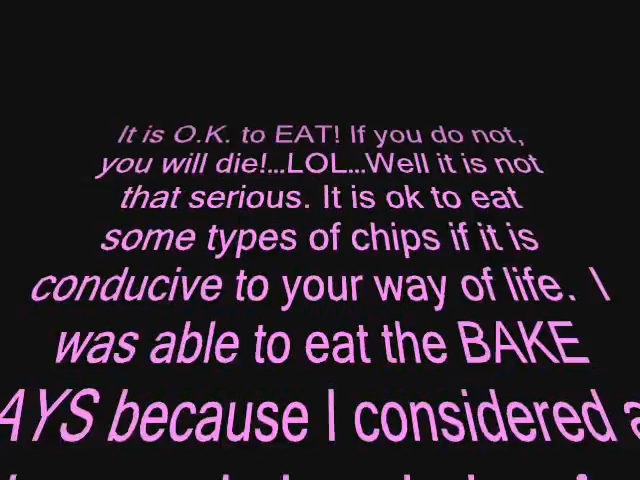 It is O.K. to EAT! If you do not,
you will die!...LOL...Well it is not
that serious. It is ok to eat
some types of chips if it is
conducive to your way of life. I
was able to eat the BAKE
AYS because I considered a